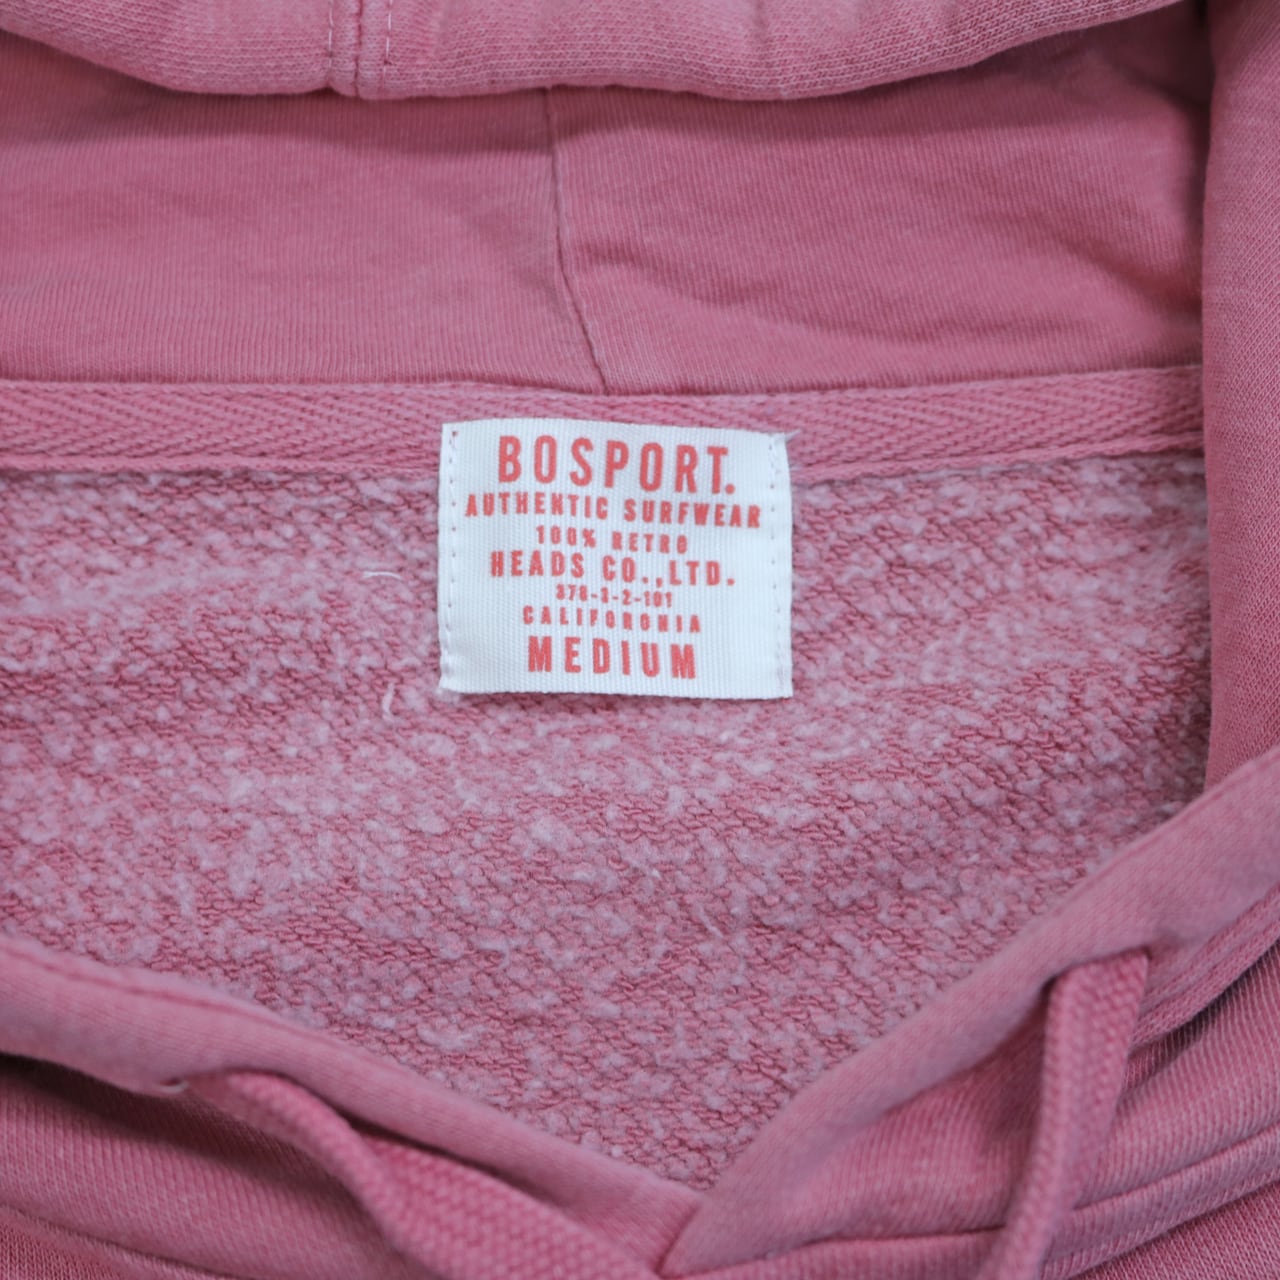 BOSPORT.
AUTHENTIC SURFWEAR
100% RETRO
HEADS CO.,LTD.
378-3-2-101
CALIFORONIA
MEDIUM